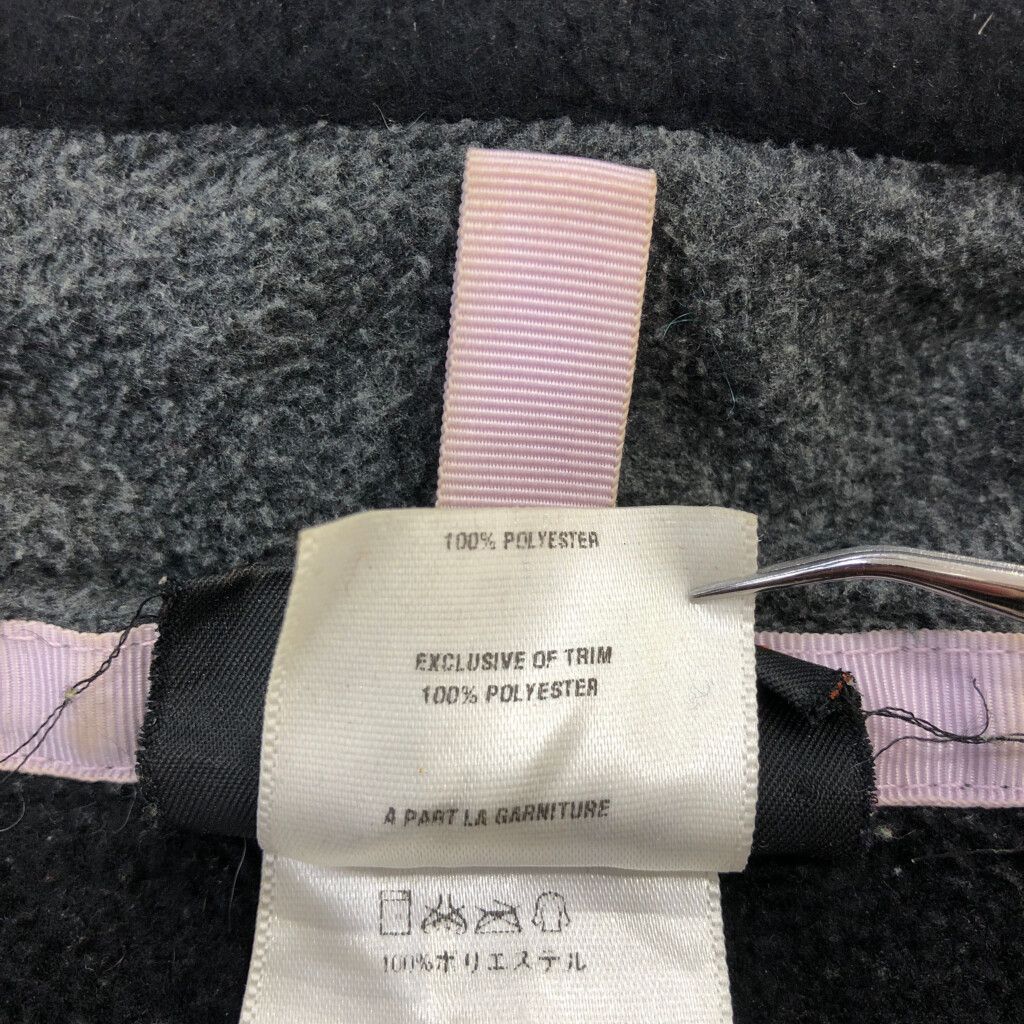 100% POLYESTER
EXCLUSIVE OF TRIM
100% POLYESTER
À PART LA GARNITURE
100%ポリエステル